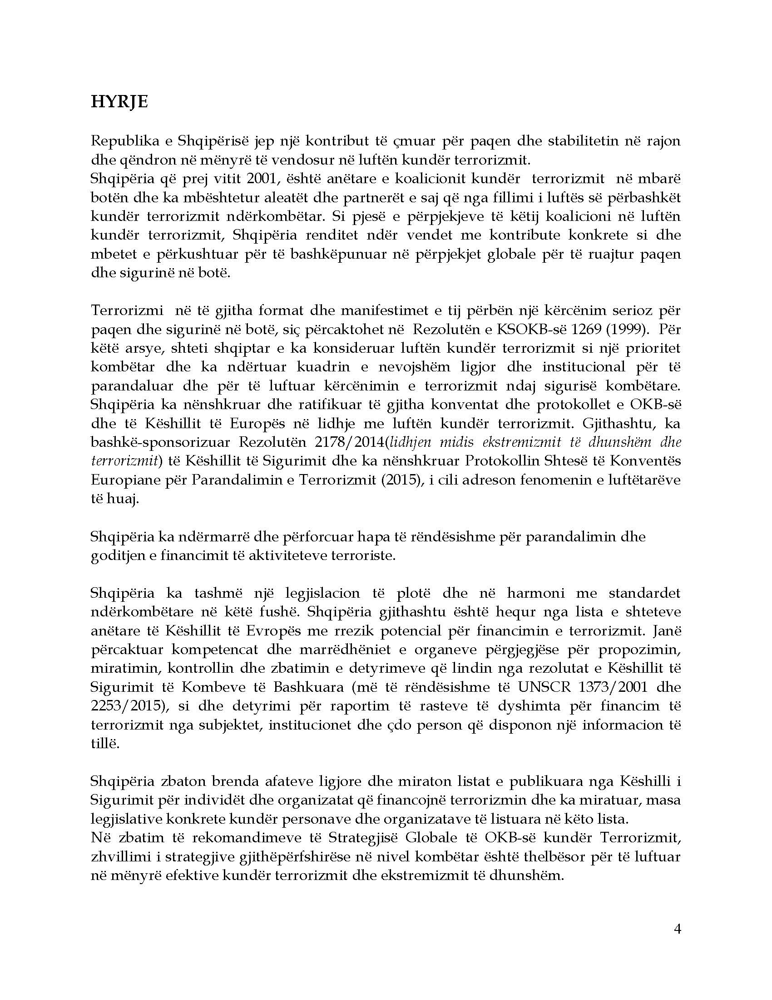 HYRJE
Republika e Shqipërisë jep një kontribut të çmuar për paqen dhe stabilitetin në rajon
dhe qëndron në mënyrë të vendosur në luftën kundër terrorizmit.
Shqipëria që prej vitit 2001, është anëtare e koalicionit kundër terrorizmit në mbarë
botën dhe ka mbështetur aleatët dhe partnerët e saj që nga fillimi i luftës së përbashkët
kundër terrorizmit ndërkombëtar. Si pjesë e përpjekjeve të këtij koalicioni në luftën
kundër terrorizmit, Shqipëria renditet ndër vendet me kontribute konkrete si dhe
mbetet e përkushtuar për të bashkëpunuar në përpjekjet globale për të ruajtur paqen
dhe sigurinë në botë.
Terrorizmi në të gjitha format dhe manifestimet e tij përbën një kërcënim serioz për
paqen dhe sigurinë në botë, siç përcaktohet në Rezolutën e KSOKB-së 1269 (1999). Për
këtë arsye, shteti shqiptar e ka konsideruar luftën kundër terrorizmit si një prioritet
kombëtar dhe ka ndërtuar kuadrin e nevojshëm ligjor dhe institucional për të
parandaluar dhe për të luftuar kërcënimin e terrorizmit ndaj sigurisë kombëtare.
Shqipëria ka nënshkruar dhe ratifikuar të gjitha konventat dhe protokollet e OKB-së
dhe të Këshillit të Europës në lidhje me luftën kundër terrorizmit. Gjithashtu, ka
bashkë-sponsorizuar Rezolutën 2178/2014(lidhjen midis ekstremizmit të dhunshëm dhe
terrorizmit) të Këshillit të Sigurimit dhe ka nënshkruar Protokollin Shtesë të Konventës
Europiane për Parandalimin e Terrorizmit (2015), i cili adreson fenomenin e luftëtarëve
të huaj.
Shqipëria ka ndërmarrë dhe përforcuar hapa të rëndësishme për parandalimin dhe
goditjen e financimit të aktiviteteve terroriste.
Shqipëria ka tashmë një legjislacion të plotë dhe në harmoni me standardet
ndërkombëtare në këtë fushë. Shqipëria gjithashtu është hequr nga lista e shteteve
anëtare të Këshillit të Evropës me rrezik potencial për financimin e terrorizmit. Janë
përcaktuar kompetencat dhe marrëdhëniet e organeve përgjegjëse për propozimin,
miratimin, kontrollin dhe zbatimin e detyrimeve që lindin nga rezolutat e Këshillit të
Sigurimit të Kombeve të Bashkuara (më të rëndësishme të UNSCR 1373/2001 dhe
2253/2015), si dhe detyrimi për raportim të rasteve të dyshimta për financim të
terrorizmit nga subjektet, institucionet dhe çdo person që disponon një informacion të
tillë.
Shqipëria zbaton brenda afateve ligjore dhe miraton listat e publikuara nga Këshilli i
Sigurimit për individët dhe organizatat që financojnë terrorizmin dhe ka miratuar, masa
legjislative konkrete kundër personave dhe organizatave të listuara në këto lista.
Në zbatim të rekomandimeve të Strategjisë Globale të OKB-së kundër Terrorizmit,
zhvillimi i strategjive gjithëpërfshirëse në nivel kombëtar është thelbësor për të luftuar
në mënyrë efektive kundër terrorizmit dhe ekstremizmit të dhunshëm.
4